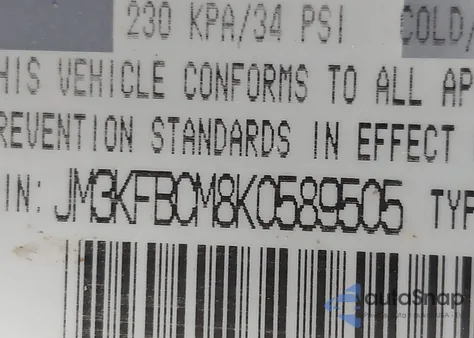 230 KPA/34 PSI COLD/
HIS VEHICLE CONFORMS TO ALL AP
REVENTION STANDARDS IN EFFECT
IN: JM3KFBCM8K0589505 TYP
autoSnap